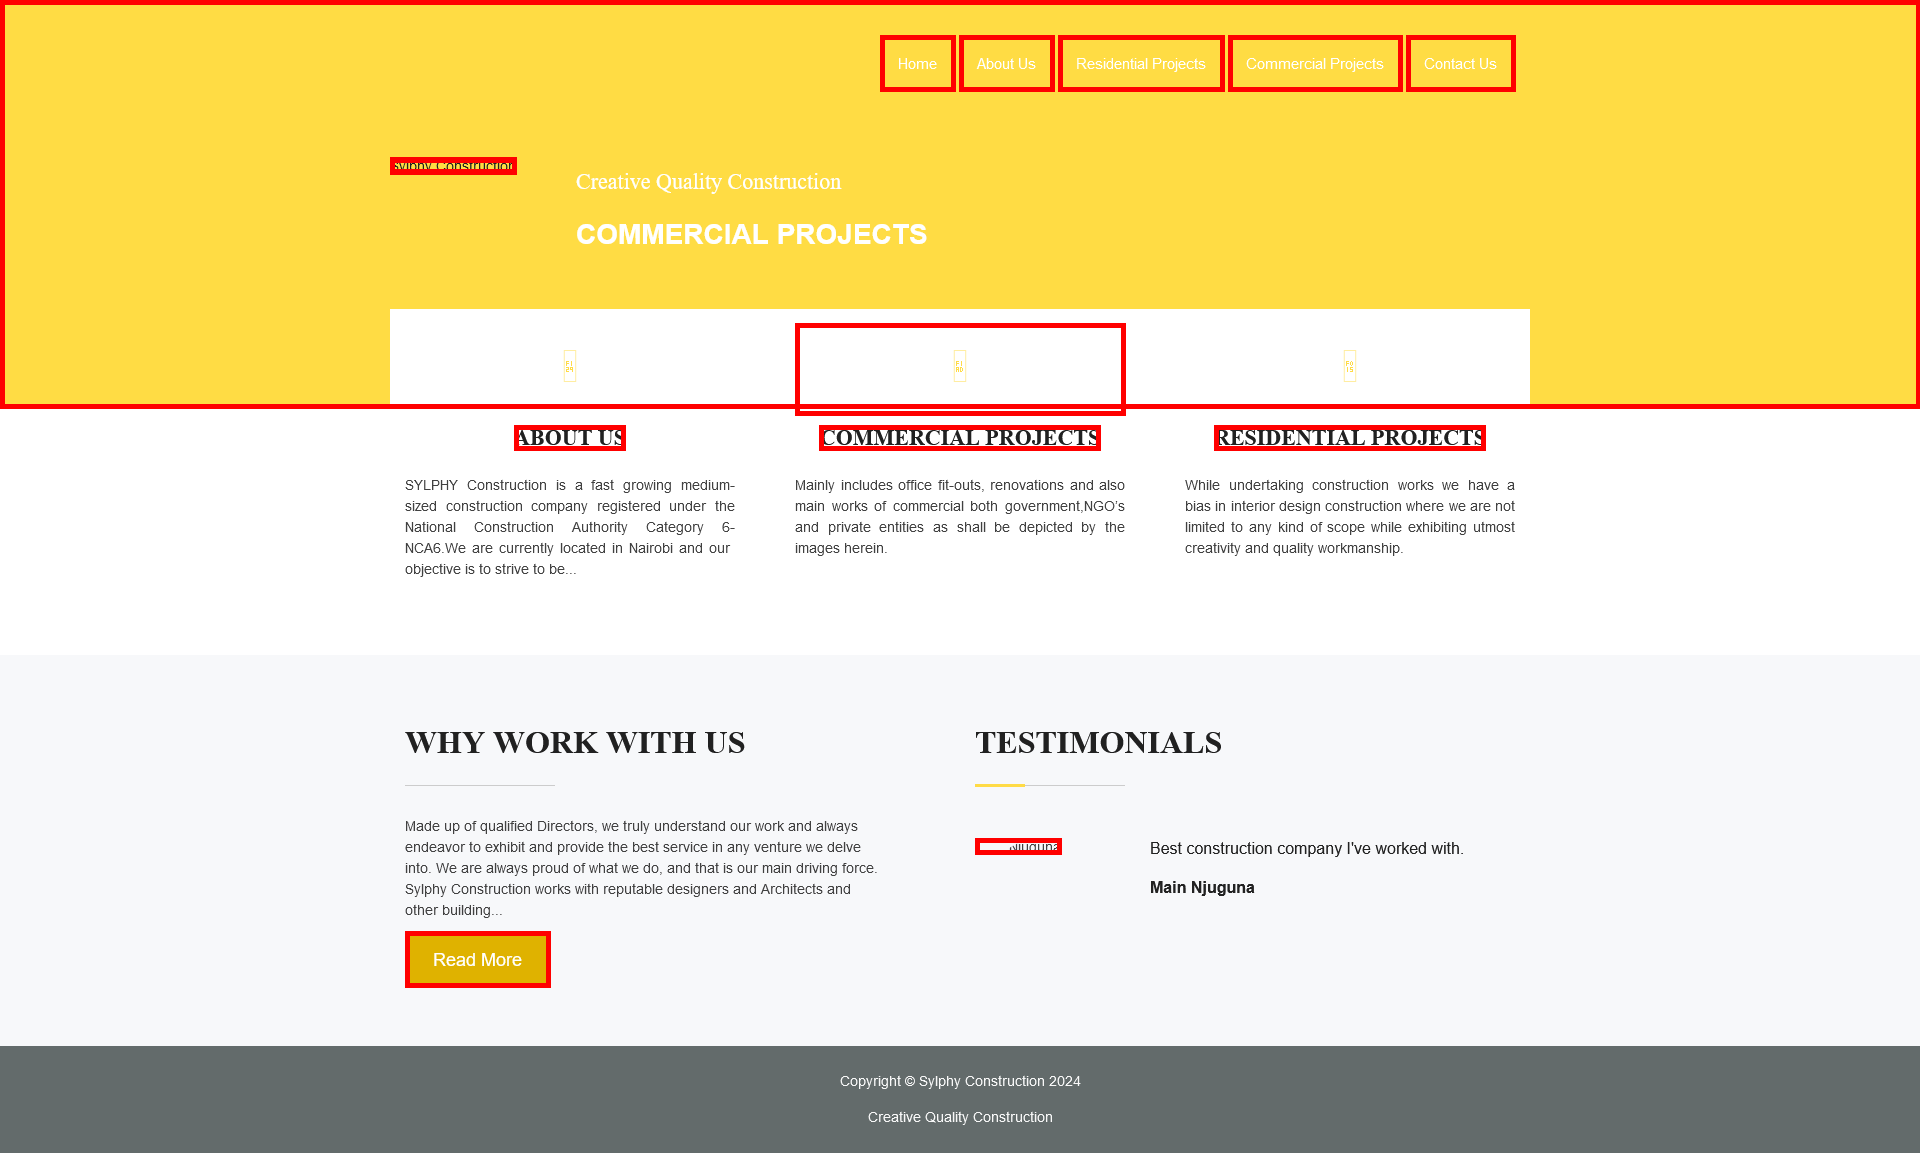 Home About Us Residential Projects Commercial Projects Contact Us
Sylphy Construction
Creative Quality Construction
COMMERCIAL PROJECTS
ABOUT US
SYLPHY Construction is a fast growing medium-
sized construction company registered under the
National Construction Authority Category 6-
NCA6.We are currently located in Nairobi and our
objective is to strive to be...
COMMERCIAL PROJECTS
Mainly includes office fit-outs, renovations and also
main works of commercial both government,NGO's
and private entities as shall be depicted by the
images herein.
RESIDENTIAL PROJECTS
While undertaking construction works we have a
bias in interior design construction where we are not
limited to any kind of scope while exhibiting utmost
creativity and quality workmanship.
WHY WORK WITH US
Made up of qualified Directors, we truly understand our work and always
endeavor to exhibit and provide the best service in any venture we delve
into. We are always proud of what we do, and that is our main driving force.
Sylphy Construction works with reputable designers and Architects and
other building...
Read More
TESTIMONIALS
Njuguna
Best construction company I've worked with.
Main Njuguna
Copyright © Sylphy Construction 2024
Creative Quality Construction